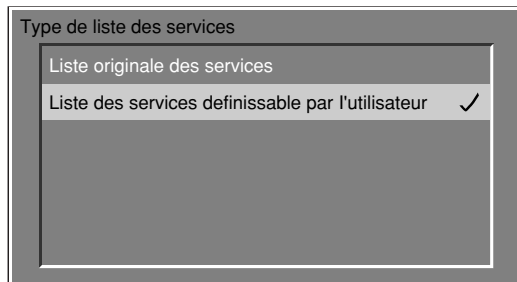 Type de liste des services
Liste originale des services
Liste des services definissable par l'utilisateur